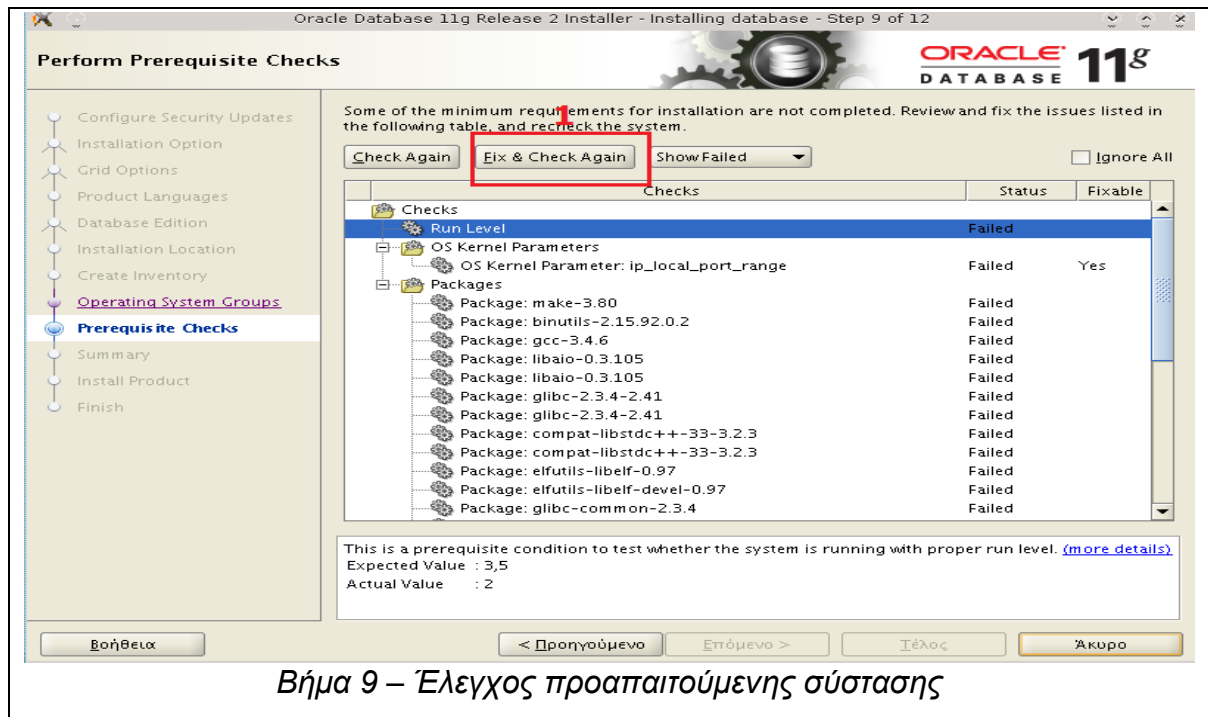 Oracle Database 11g Release 2 Installer - Installing database - Step 9 of 12
Perform Prerequisite Checks
ORACLE
DATABASE
11g
Configure Security Updates
Installation Option
Grid Options
Product Languages
Database Edition
Installation Location
Create Inventory
Operating System Groups
Prerequisite Checks
Summary
Install Product
Finish
1
Some of the minimum requirements for installation are not completed. Review and fix the issues listed in
the following table, and recheck the system.
Check Again Fix & Check Again Show Failed Ignore All
Checks Status Fixable
Checks
Run Level Failed
OS Kernel Parameters
OS Kernel Parameter: ip_local_port_range Failed Yes
Packages
Package: make-3.80 Failed
Package: binutils-2.15.92.0.2 Failed
Package: gcc-3.4.6 Failed
Package: libaio-0.3.105 Failed
Package: libaio-0.3.105 Failed
Package: glibc-2.3.4-2.41 Failed
Package: glibc-2.3.4-2.41 Failed
Package: compat-libstdc++-33-3.2.3 Failed
Package: compat-libstdc++-33-3.2.3 Failed
Package: elfutils-libelf-0.97 Failed
Package: elfutils-libelf-devel-0.97 Failed
Package: glibc-common-2.3.4 Failed
This is a prerequisite condition to test whether the system is running with proper run level. (more details)
Expected Value : 3,5
Actual Value : 2
Βοήθεια < Προηγούμενο Επόμενο > Τέλος Άκυρο
Βήμα 9 – Έλεγχος προαπαιτούμενης σύστασης